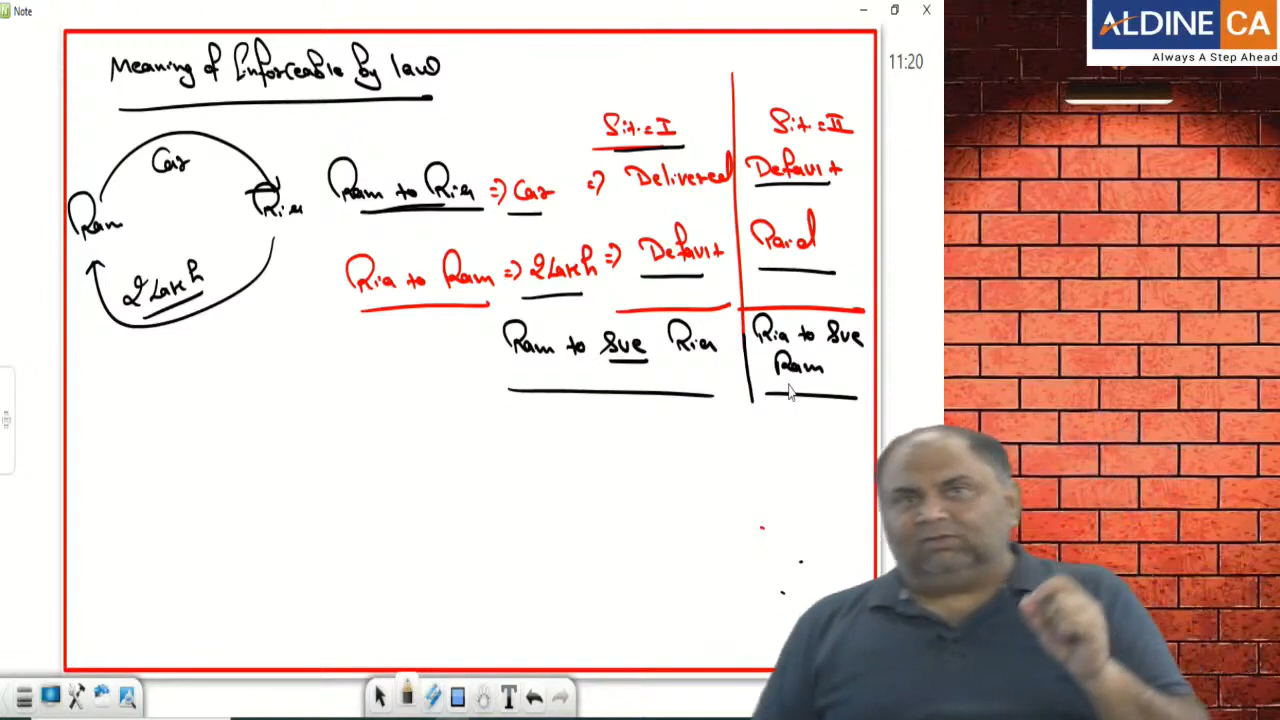 Note
ALDINE CA
Always A Step Ahead
11:20
Meaning of Enforceable by law
Sit. = I
Sit. = II
Car
Ram
Ria
Ram to Ria => Car => Delivered
Default
Ria to Ram => 2 Lakh => Default
Paid
2 Lakh
Ram to Sue Ria
Ria to Sue
Ram
T